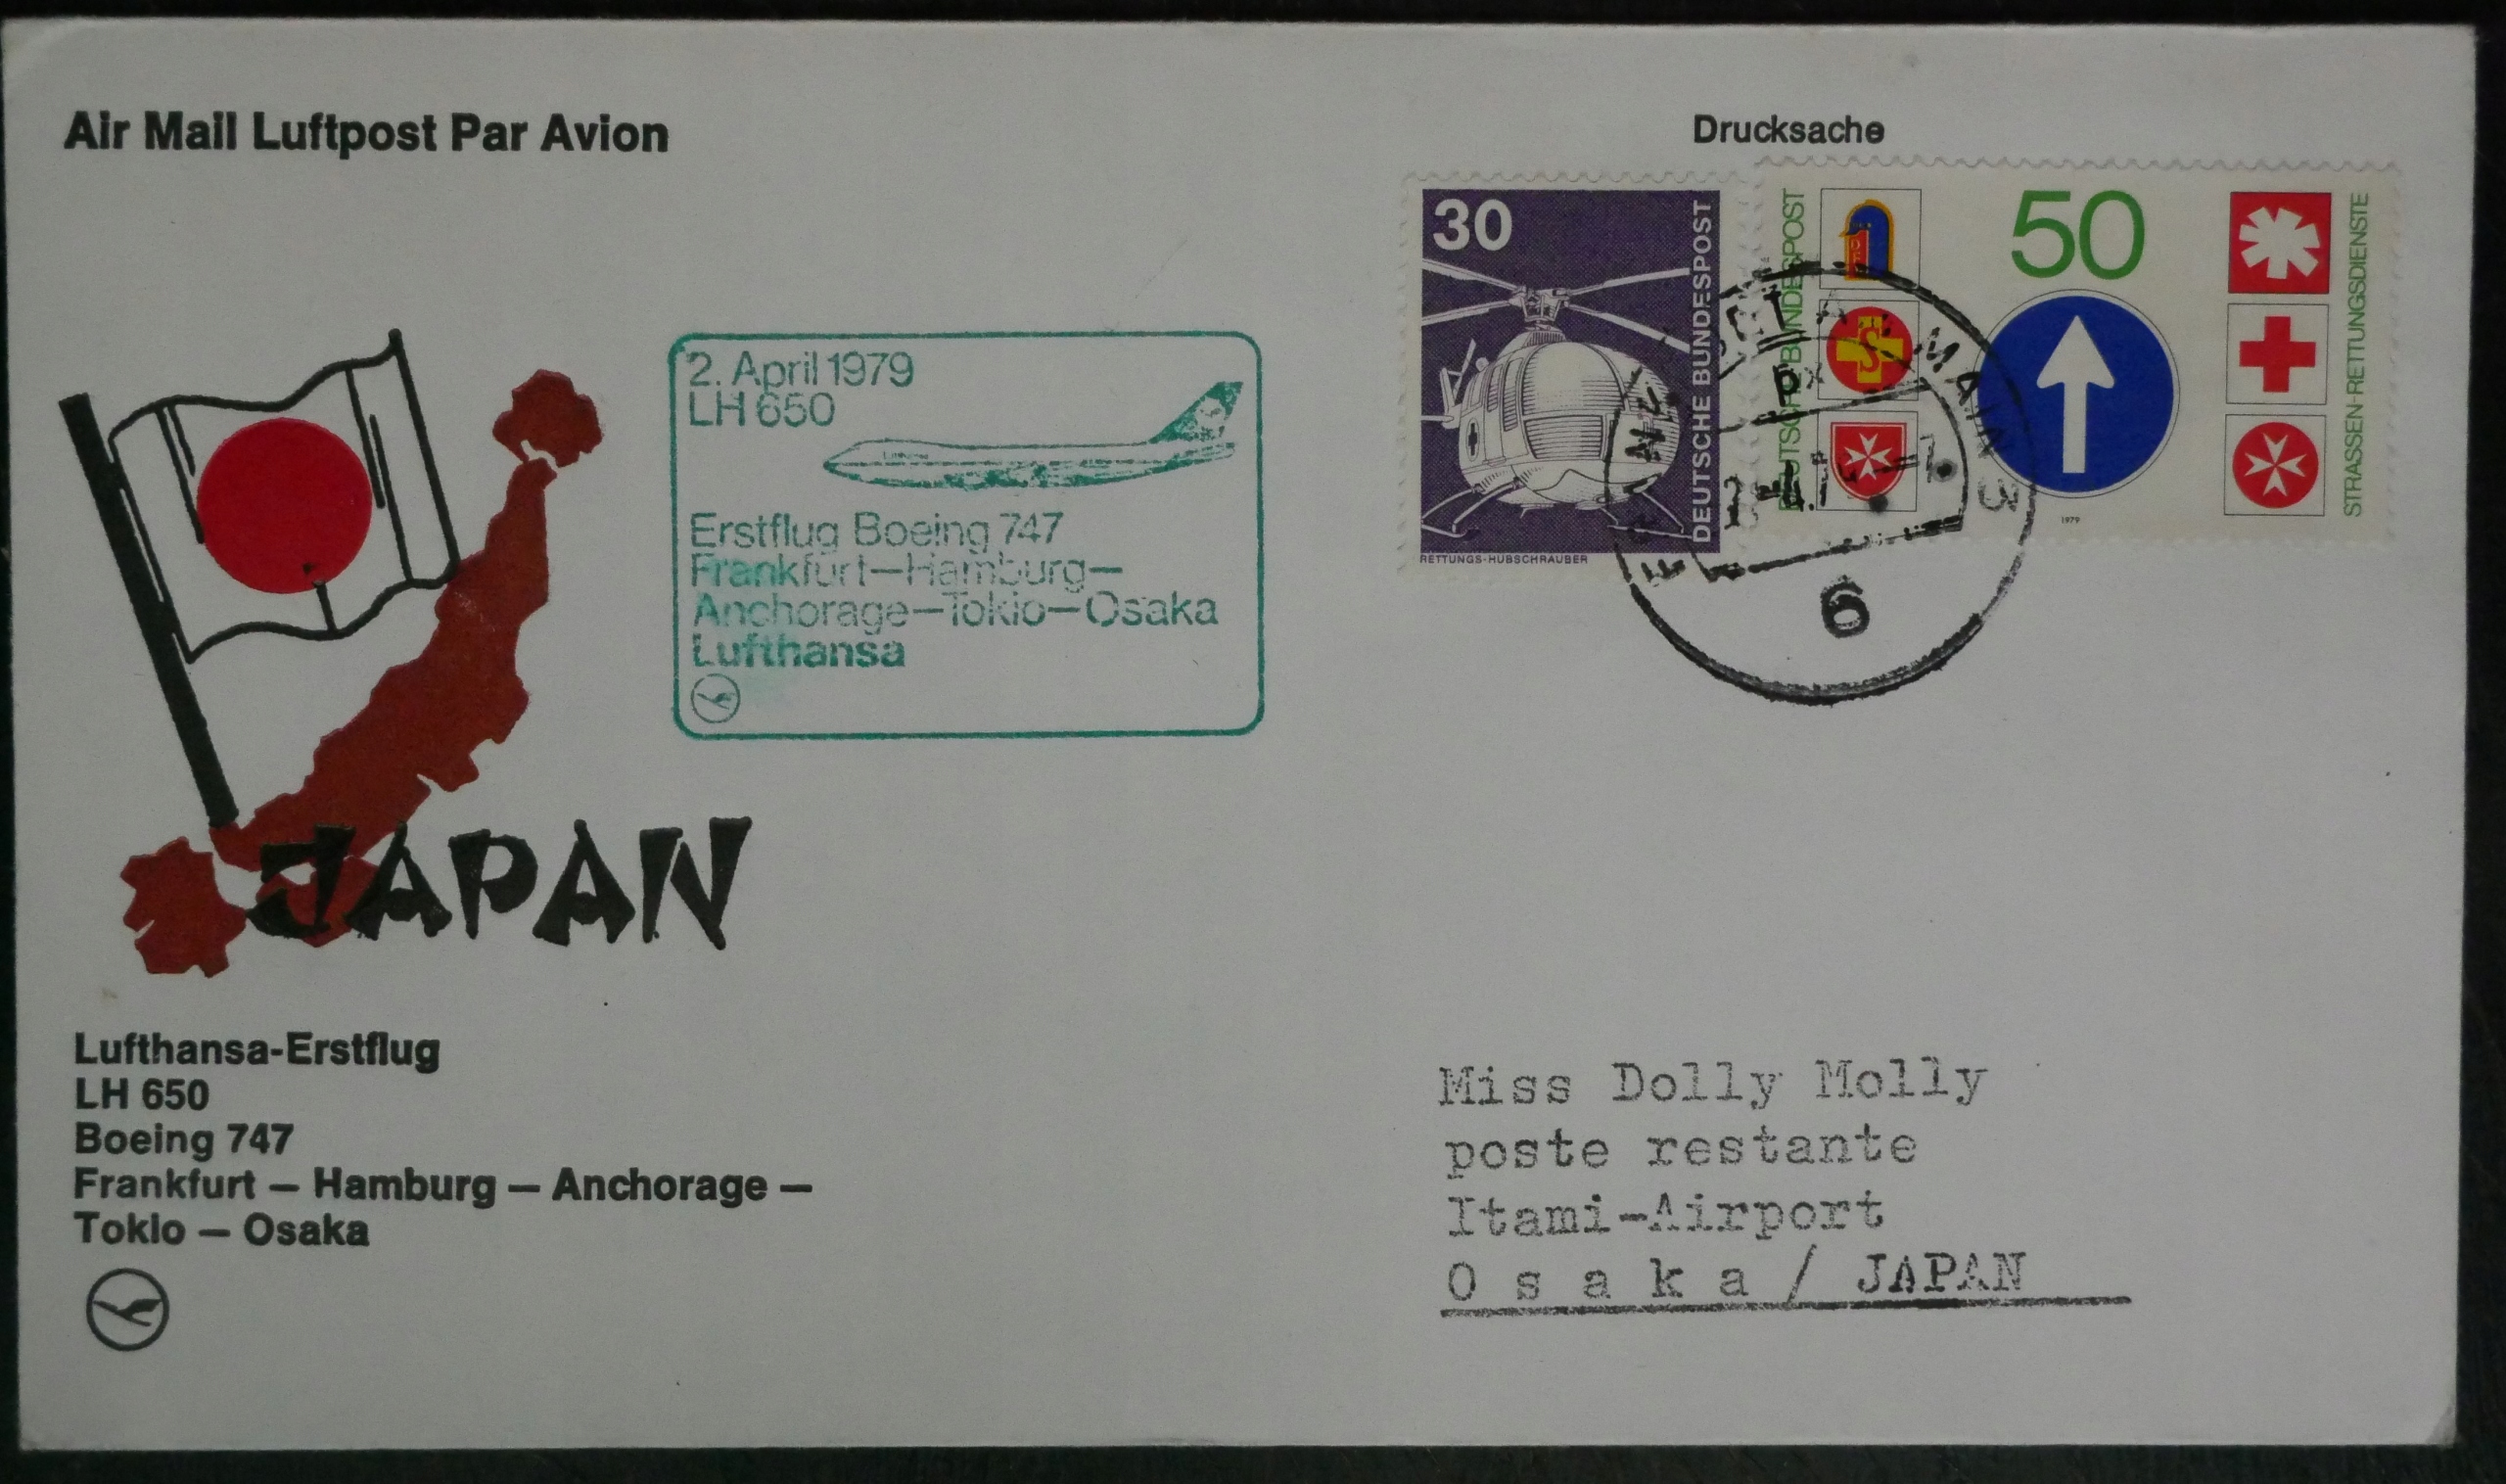 Air Mail Luftpost Par Avion
Drucksache
30
DEUTSCHE BUNDESPOST
RETTUNGS-HUBSCHRAUBER
DEUTSCHE BUNDESPOST
50
1979
STRASSEN-RETTUNGSDIENSTE
6
2. April 1979
LH 650
Erstflug Boeing 747
Frankfurt—Hamburg—
Anchorage—Tokio—Osaka
Lufthansa
JAPAN
Lufthansa-Erstflug
LH 650
Boeing 747
Frankfurt — Hamburg — Anchorage —
Tokio — Osaka
Miss Dolly Molly
poste restante
Itami-Airport
O s a k a / JAPAN